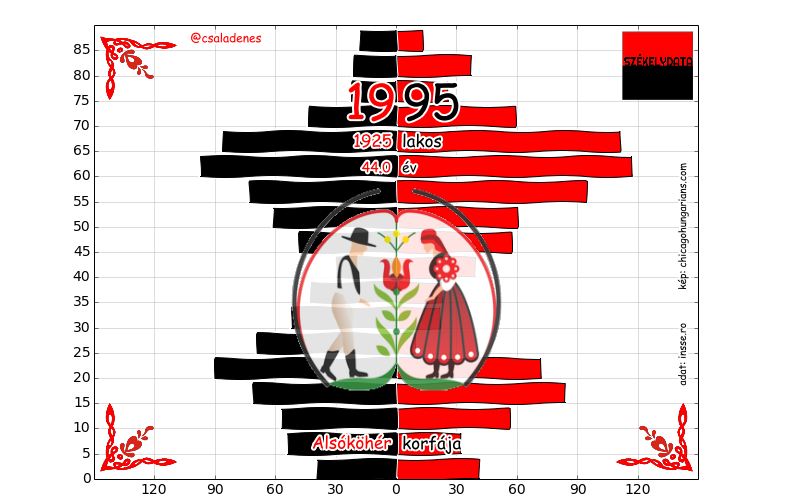 @csaladenes
SZÉKELYDATA
1995
1925 lakos
44.0 év
kép: chicagohungarians.com
adat: insse.ro
Alsóköhér korfája
85
80
75
70
65
60
55
50
45
40
35
30
25
20
15
10
5
0
120 90 60 30 0 30 60 90 120